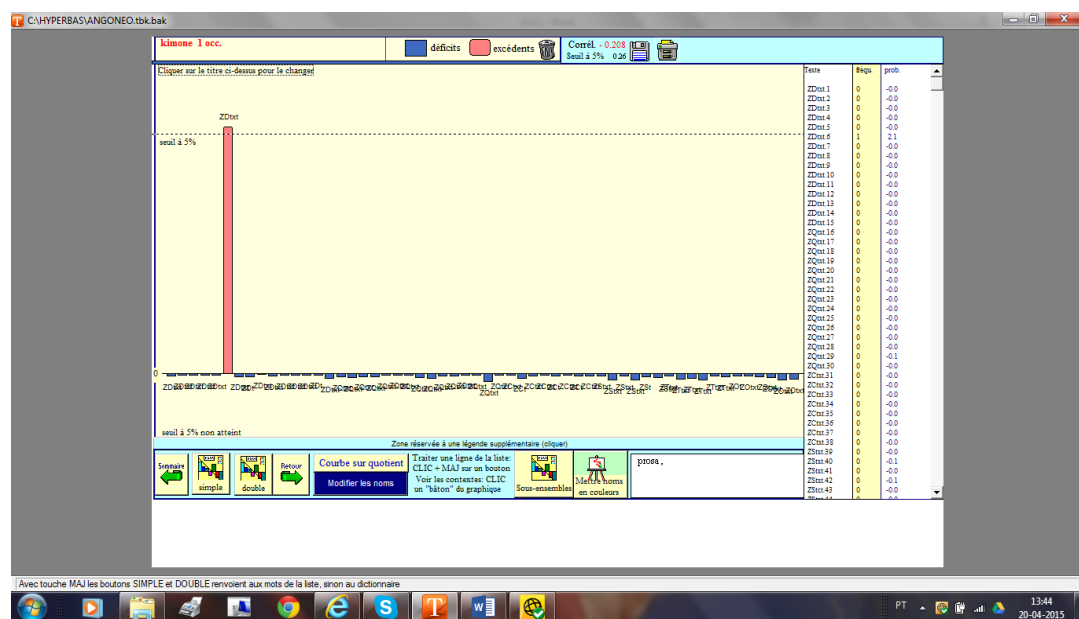 C:\HYPERBAS\ANGONEO.tbk.bak
kimone 1 occ.
déficits
excédents
Corrél. - 0.208
Seuil à 5% 0.26
Cliquer sur le titre ci-dessus pour le changer
ZDtxt
seuil à 5%
0
seuil à 5% non atteint
Zone réservée à une légende supplémentaire (cliquer)
Texte fréqu. prob.
ZDtxt.1 0 -0.0
ZDtxt.2 0 -0.0
ZDtxt.3 0 -0.0
ZDtxt.4 0 -0.0
ZDtxt.5 0 -0.0
ZDtxt.6 1 2.1
ZDtxt.7 0 -0.0
ZDtxt.8 0 -0.0
ZDtxt.9 0 -0.0
ZDtxt.10 0 -0.0
ZDtxt.11 0 -0.0
ZDtxt.12 0 -0.0
ZDtxt.13 0 -0.0
ZDtxt.14 0 -0.0
ZDtxt.15 0 -0.0
ZQtxt.16 0 -0.0
ZQtxt.17 0 -0.0
ZQtxt.18 0 -0.0
ZQtxt.19 0 -0.0
ZQtxt.20 0 -0.0
ZQtxt.21 0 -0.0
ZQtxt.22 0 -0.0
ZQtxt.23 0 -0.0
ZQtxt.24 0 -0.0
ZQtxt.25 0 -0.0
ZQtxt.26 0 -0.0
ZQtxt.27 0 -0.0
ZQtxt.28 0 -0.0
ZQtxt.29 0 -0.1
ZQtxt.30 0 -0.0
ZCtxt.31 0 -0.0
ZCtxt.32 0 -0.0
ZCtxt.33 0 -0.0
ZCtxt.34 0 -0.0
ZCtxt.35 0 -0.0
ZCtxt.36 0 -0.0
ZCtxt.37 0 -0.0
ZCtxt.38 0 -0.0
ZStxt.39 0 -0.0
ZStxt.40 0 -0.1
ZStxt.41 0 -0.0
ZStxt.42 0 -0.1
ZStxt.43 0 -0.0
Sommaire
simple
double
Retour
Courbe sur quotient
Modifier les noms
Traiter une ligne de la liste:
CLIC + MAJ sur un bouton
Voir les contextes: CLIC
un "bâton" du graphique
Sous-ensembles
Mettre noms
en couleurs
prosa ,
Avec touche MAJ les boutons SIMPLE et DOUBLE renvoient aux mots de la liste, sinon au dictionnaire
PT
13:44
20-04-2015